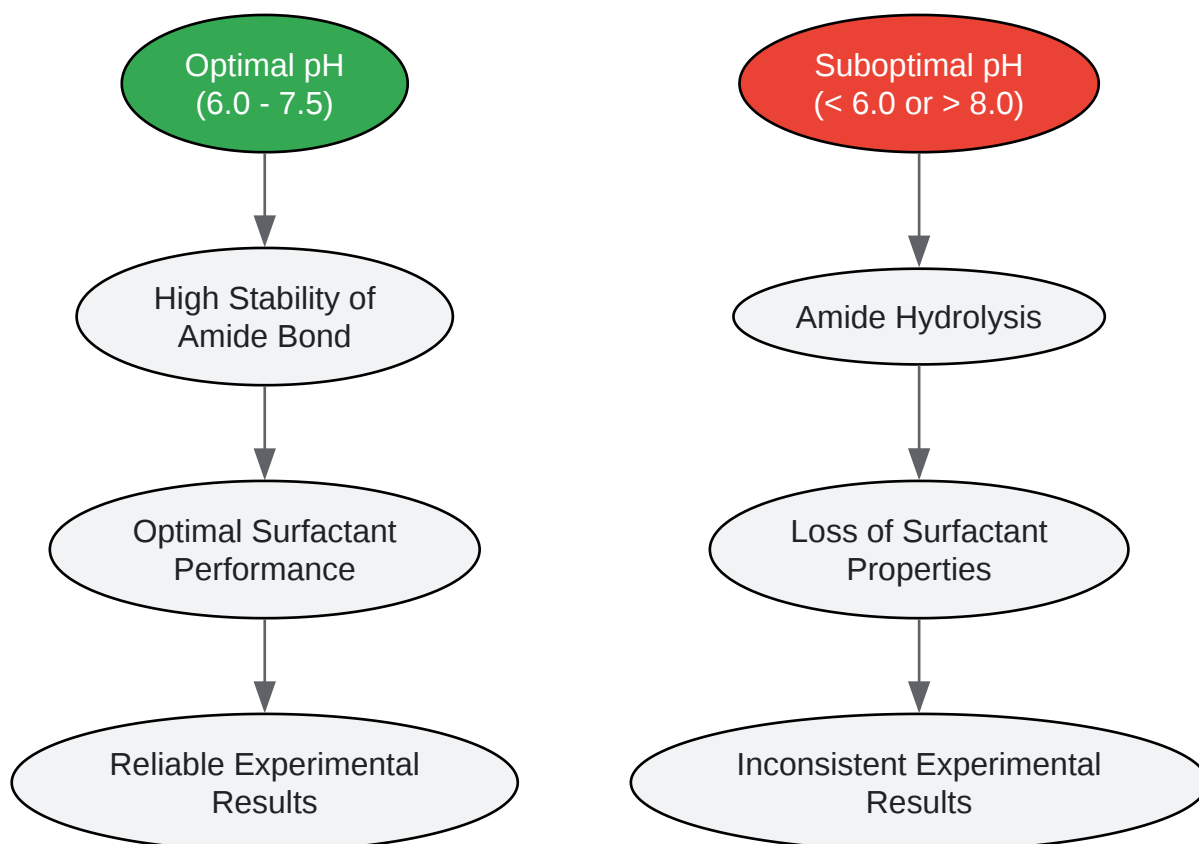 Optimal pH
(6.0 - 7.5)
High Stability of
Amide Bond
Optimal Surfactant
Performance
Reliable Experimental
Results
Suboptimal pH
(< 6.0 or > 8.0)
Amide Hydrolysis
Loss of Surfactant
Properties
Inconsistent Experimental
Results